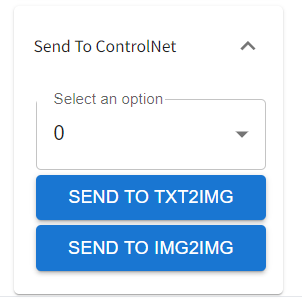 Send To ControlNet
Select an option
0
SEND TO TXT2IMG
SEND TO IMG2IMG